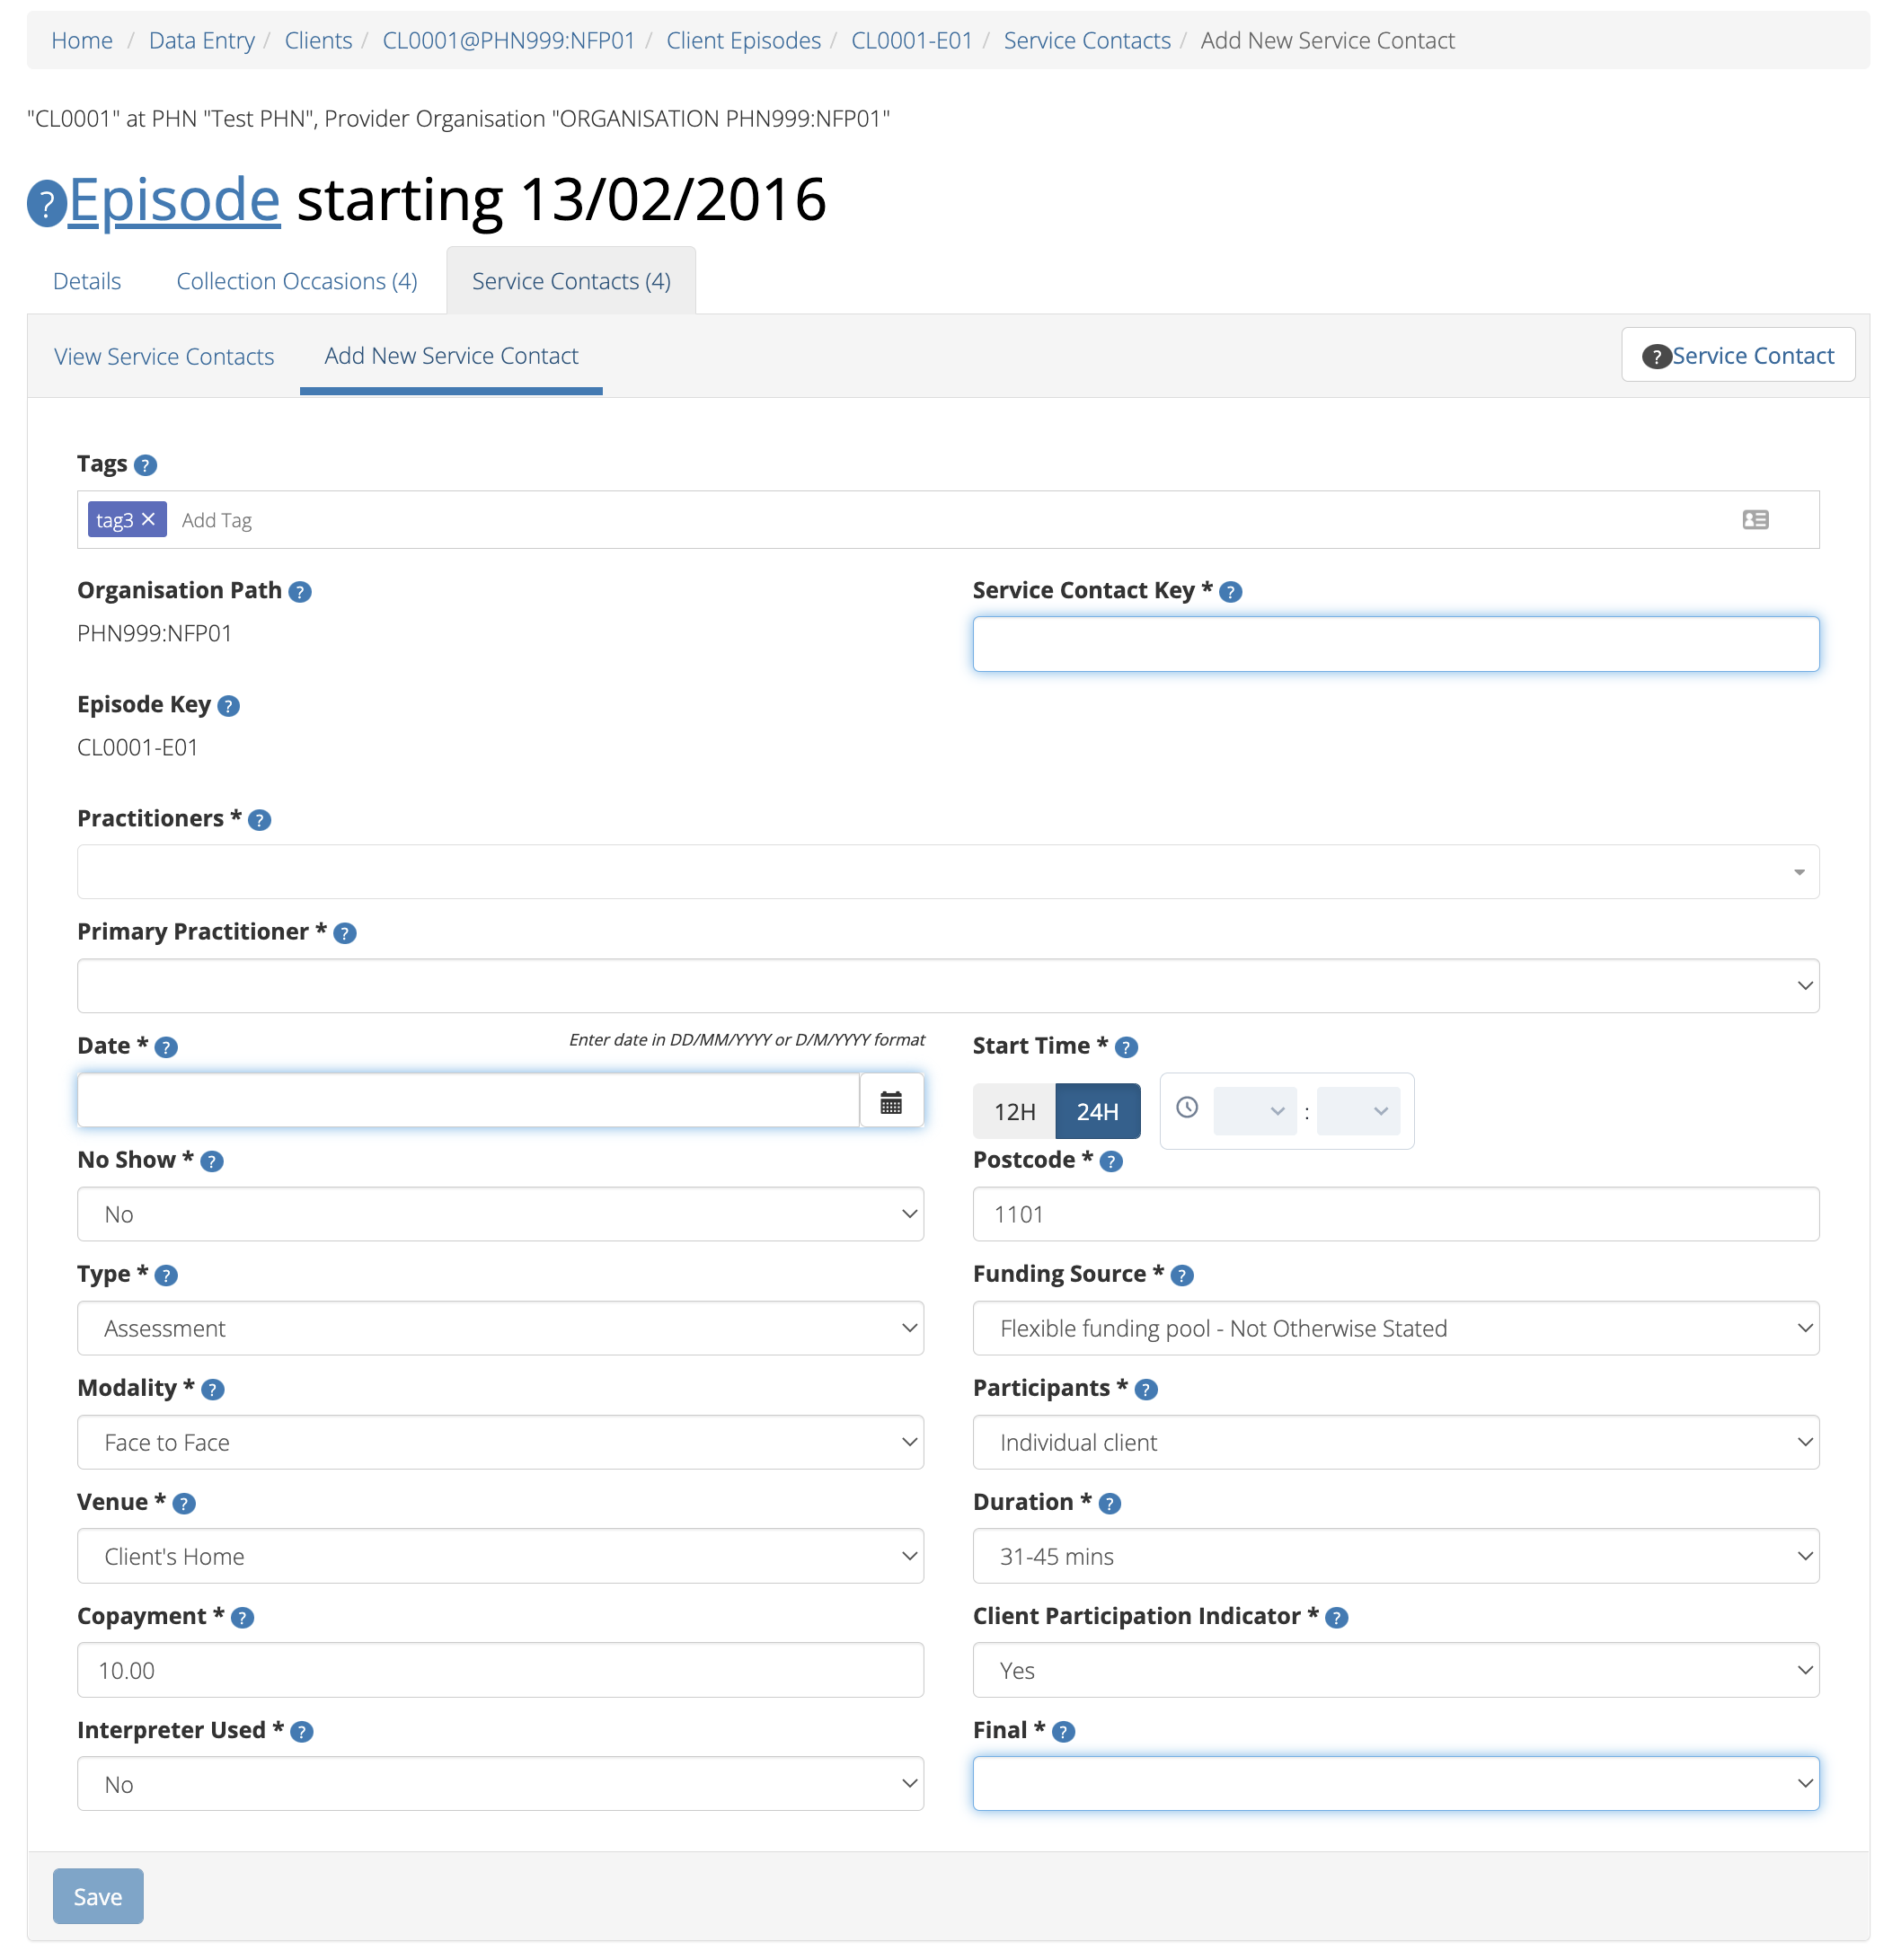 Home / Data Entry / Clients / CL0001@PHN999:NFP01 / Client Episodes / CL0001-E01 / Service Contacts / Add New Service Contact
"CL0001" at PHN "Test PHN", Provider Organisation "ORGANISATION PHN999:NFP01"
? Episode starting 13/02/2016
Details Collection Occasions (4) Service Contacts (4)
View Service Contacts Add New Service Contact ? Service Contact
Tags ?
tag3 × Add Tag
Organisation Path ? Service Contact Key * ?
PHN999:NFP01
Episode Key ?
CL0001-E01
Practitioners * ?
Primary Practitioner * ?
Date * ? Enter date in DD/MM/YYYY or D/M/YYYY format Start Time * ?
12H 24H :
No Show * ? Postcode * ?
No 1101
Type * ? Funding Source * ?
Assessment Flexible funding pool - Not Otherwise Stated
Modality * ? Participants * ?
Face to Face Individual client
Venue * ? Duration * ?
Client's Home 31-45 mins
Copayment * ? Client Participation Indicator * ?
10.00 Yes
Interpreter Used * ? Final * ?
No
Save